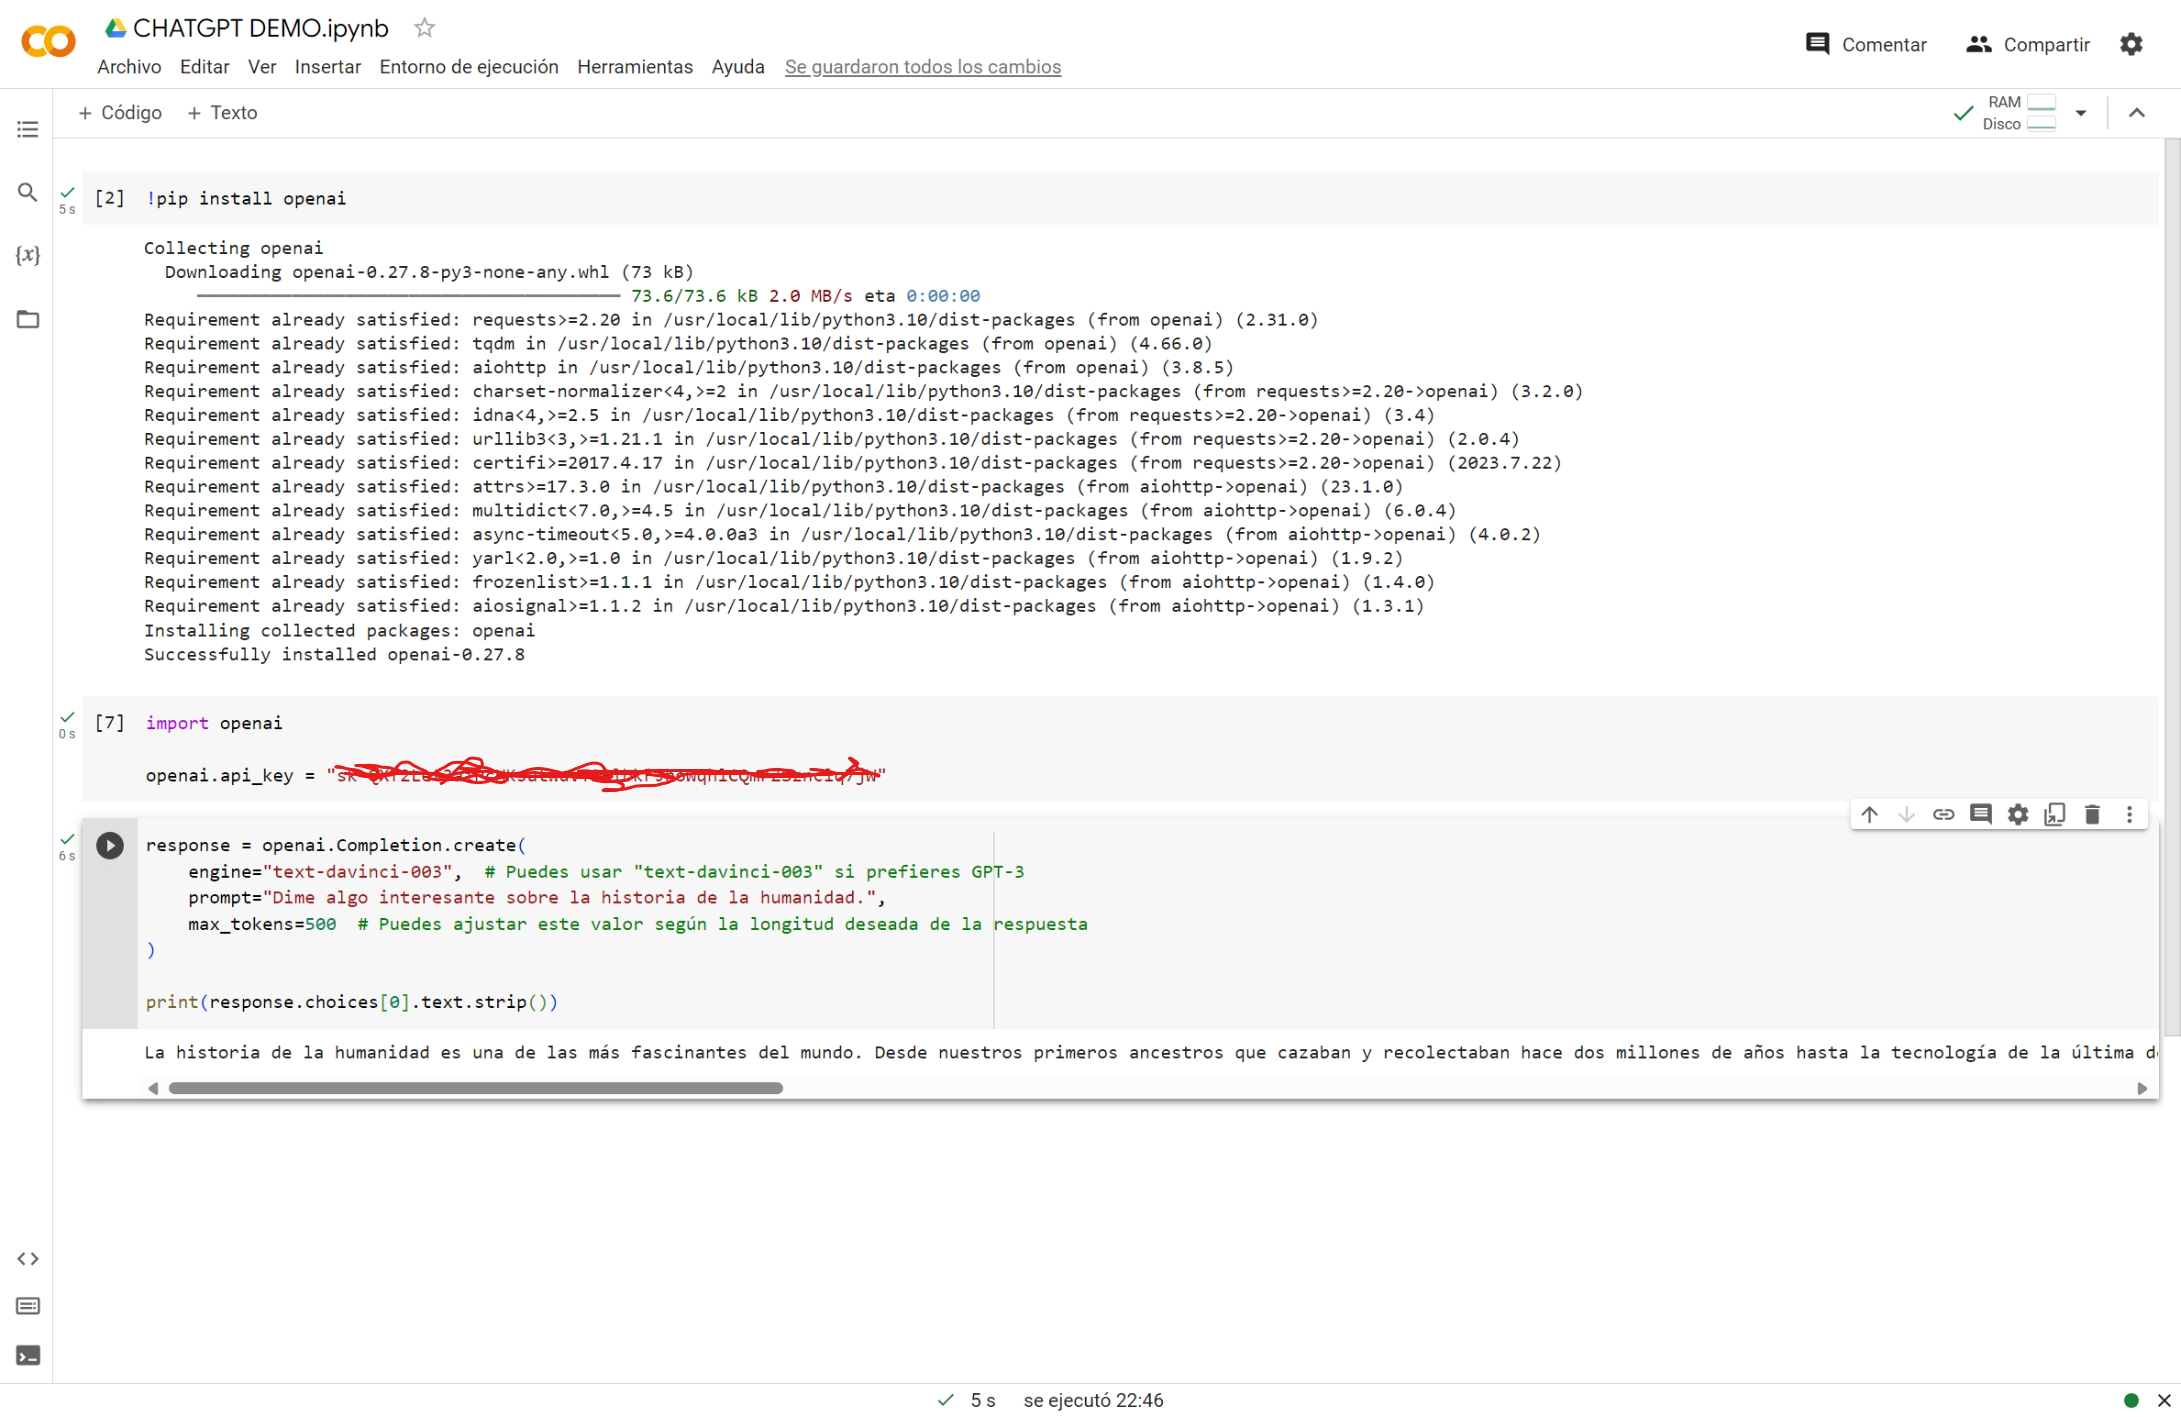 CHATGPT DEMO.ipynb
Comentar
Compartir
Archivo Editar Ver Insertar Entorno de ejecución Herramientas Ayuda Se guardaron todos los cambios
+ Código + Texto
RAM
Disco
[2] !pip install openai
5 s
Collecting openai
Downloading openai-0.27.8-py3-none-any.whl (73 kB)
73.6/73.6 kB 2.0 MB/s eta 0:00:00
Requirement already satisfied: requests>=2.20 in /usr/local/lib/python3.10/dist-packages (from openai) (2.31.0)
Requirement already satisfied: tqdm in /usr/local/lib/python3.10/dist-packages (from openai) (4.66.0)
Requirement already satisfied: aiohttp in /usr/local/lib/python3.10/dist-packages (from openai) (3.8.5)
Requirement already satisfied: charset-normalizer<4,>=2 in /usr/local/lib/python3.10/dist-packages (from requests>=2.20->openai) (3.2.0)
Requirement already satisfied: idna<4,>=2.5 in /usr/local/lib/python3.10/dist-packages (from requests>=2.20->openai) (3.4)
Requirement already satisfied: urllib3<3,>=1.21.1 in /usr/local/lib/python3.10/dist-packages (from requests>=2.20->openai) (2.0.4)
Requirement already satisfied: certifi>=2017.4.17 in /usr/local/lib/python3.10/dist-packages (from requests>=2.20->openai) (2023.7.22)
Requirement already satisfied: attrs>=17.3.0 in /usr/local/lib/python3.10/dist-packages (from aiohttp->openai) (23.1.0)
Requirement already satisfied: multidict<7.0,>=4.5 in /usr/local/lib/python3.10/dist-packages (from aiohttp->openai) (6.0.4)
Requirement already satisfied: async-timeout<5.0,>=4.0.0a3 in /usr/local/lib/python3.10/dist-packages (from aiohttp->openai) (4.0.2)
Requirement already satisfied: yarl<2.0,>=1.0 in /usr/local/lib/python3.10/dist-packages (from aiohttp->openai) (1.9.2)
Requirement already satisfied: frozenlist>=1.1.1 in /usr/local/lib/python3.10/dist-packages (from aiohttp->openai) (1.4.0)
Requirement already satisfied: aiosignal>=1.1.2 in /usr/local/lib/python3.10/dist-packages (from aiohttp->openai) (1.3.1)
Installing collected packages: openai
Successfully installed openai-0.27.8
[7] import openai
0 s
openai.api_key = "
response = openai.Completion.create(
6 s
engine="text-davinci-003", # Puedes usar "text-davinci-003" si prefieres GPT-3
prompt="Dime algo interesante sobre la historia de la humanidad.",
max_tokens=500 # Puedes ajustar este valor según la longitud deseada de la respuesta
)
print(response.choices[0].text.strip())
La historia de la humanidad es una de las más fascinantes del mundo. Desde nuestros primeros ancestros que cazaban y recolectaban hace dos millones de años hasta la tecnología de la última
5 s se ejecutó 22:46